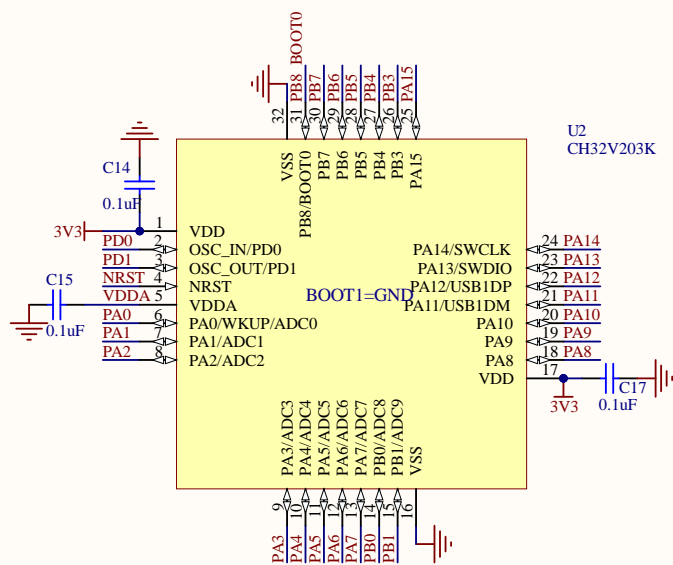 BOOT0
PB8
PB7
PB6
PB5
PB4
PB3
PA15
32
31
30
29
28
27
26
25
U2
CH32V203K
VSS
PB8/BOOT0
PB7
PB6
PB5
PB4
PB3
PA15
C14
0.1uF
3V3
1 VDD
PD0 2 OSC_IN/PD0
PD1 3 OSC_OUT/PD1
NRST 4 NRST
C15
0.1uF
VDDA 5 VDDA
PA0 6 PA0/WKUP/ADC0
PA1 7 PA1/ADC1
PA2 8 PA2/ADC2
BOOT1=GND
PA14/SWCLK 24 PA14
PA13/SWDIO 23 PA13
PA12/USB1DP 22 PA12
PA11/USB1DM 21 PA11
PA10 20 PA10
PA9 19 PA9
PA8 18 PA8
VDD 17
C17
0.1uF
3V3
PA3/ADC3
PA4/ADC4
PA5/ADC5
PA6/ADC6
PA7/ADC7
PB0/ADC8
PB1/ADC9
VSS
9
10
11
12
13
14
15
16
PA3
PA4
PA5
PA6
PA7
PB0
PB1